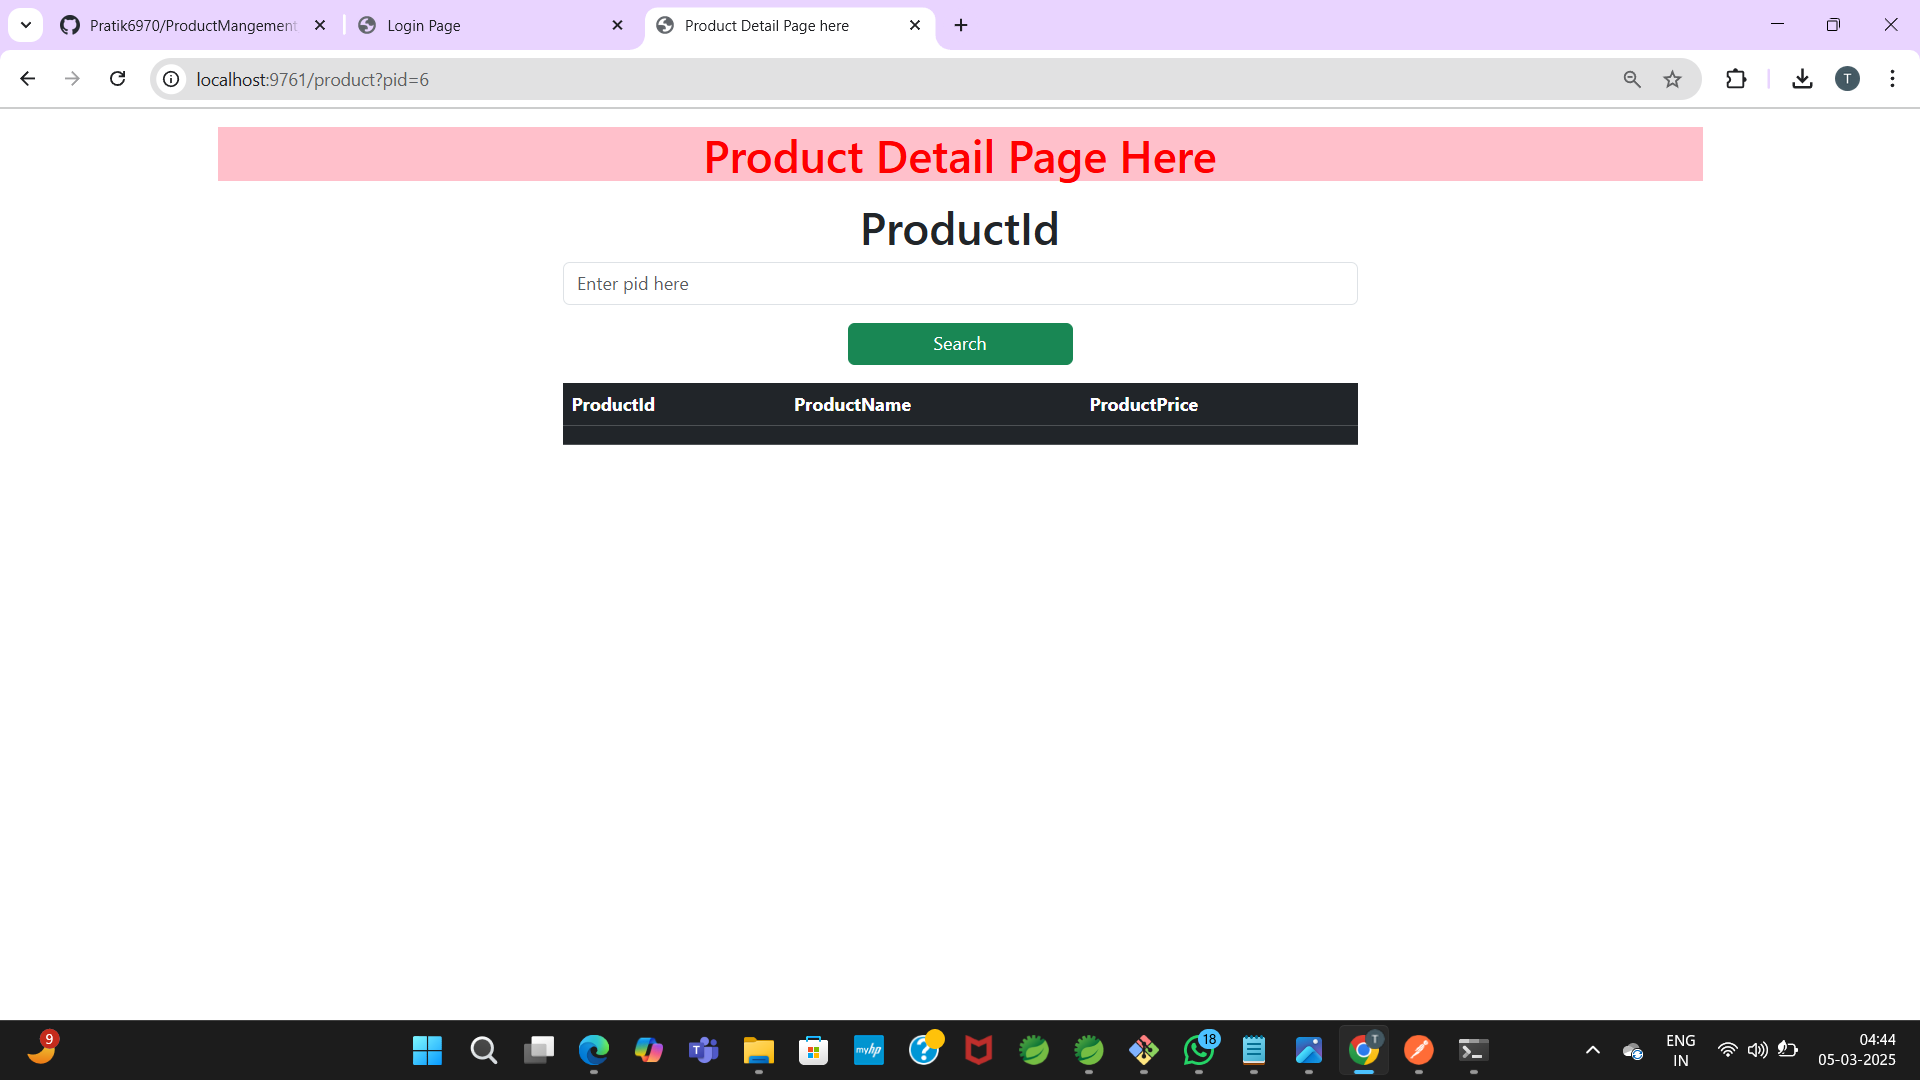 Pratik6970/ProductMangement
Login Page
Product Detail Page here
localhost:9761/product?pid=6
T
Product Detail Page Here
ProductId
Enter pid here
Search
ProductId ProductName ProductPrice
9
myhp
18
T
ENG
IN
04:44
05-03-2025